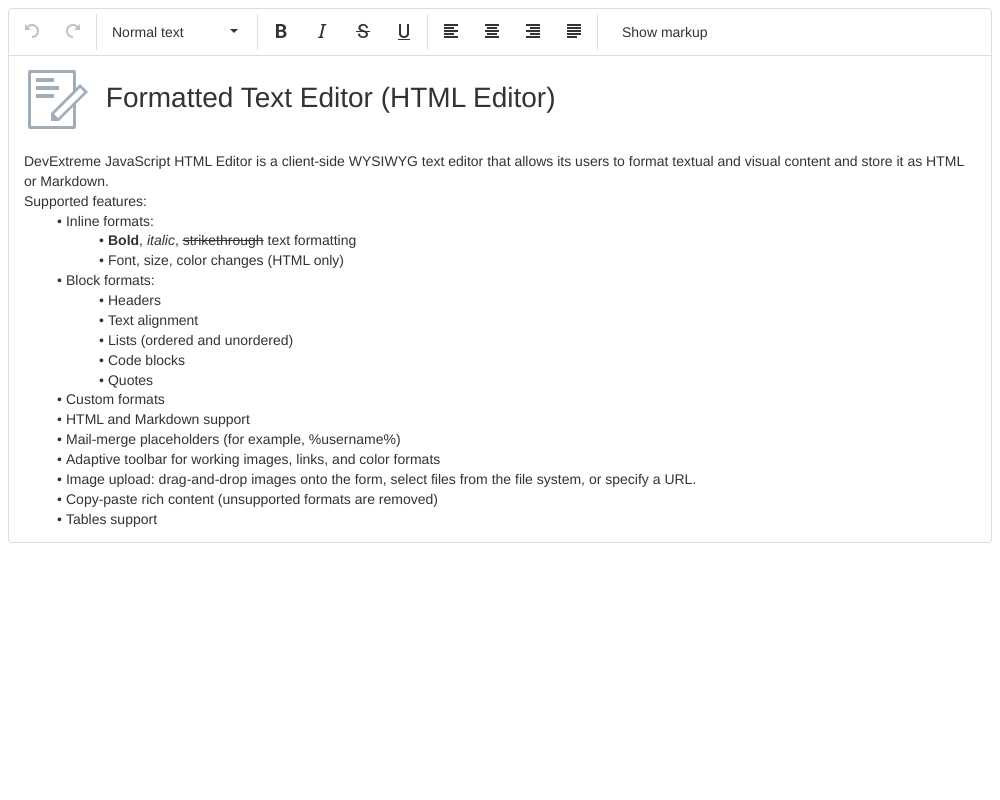 Normal text B I S U Show markup
Formatted Text Editor (HTML Editor)
DevExtreme JavaScript HTML Editor is a client-side WYSIWYG text editor that allows its users to format textual and visual content and store it as HTML
or Markdown.
Supported features:
• Inline formats:
• Bold, italic, strikethrough text formatting
• Font, size, color changes (HTML only)
• Block formats:
• Headers
• Text alignment
• Lists (ordered and unordered)
• Code blocks
• Quotes
• Custom formats
• HTML and Markdown support
• Mail-merge placeholders (for example, %username%)
• Adaptive toolbar for working images, links, and color formats
• Image upload: drag-and-drop images onto the form, select files from the file system, or specify a URL.
• Copy-paste rich content (unsupported formats are removed)
• Tables support